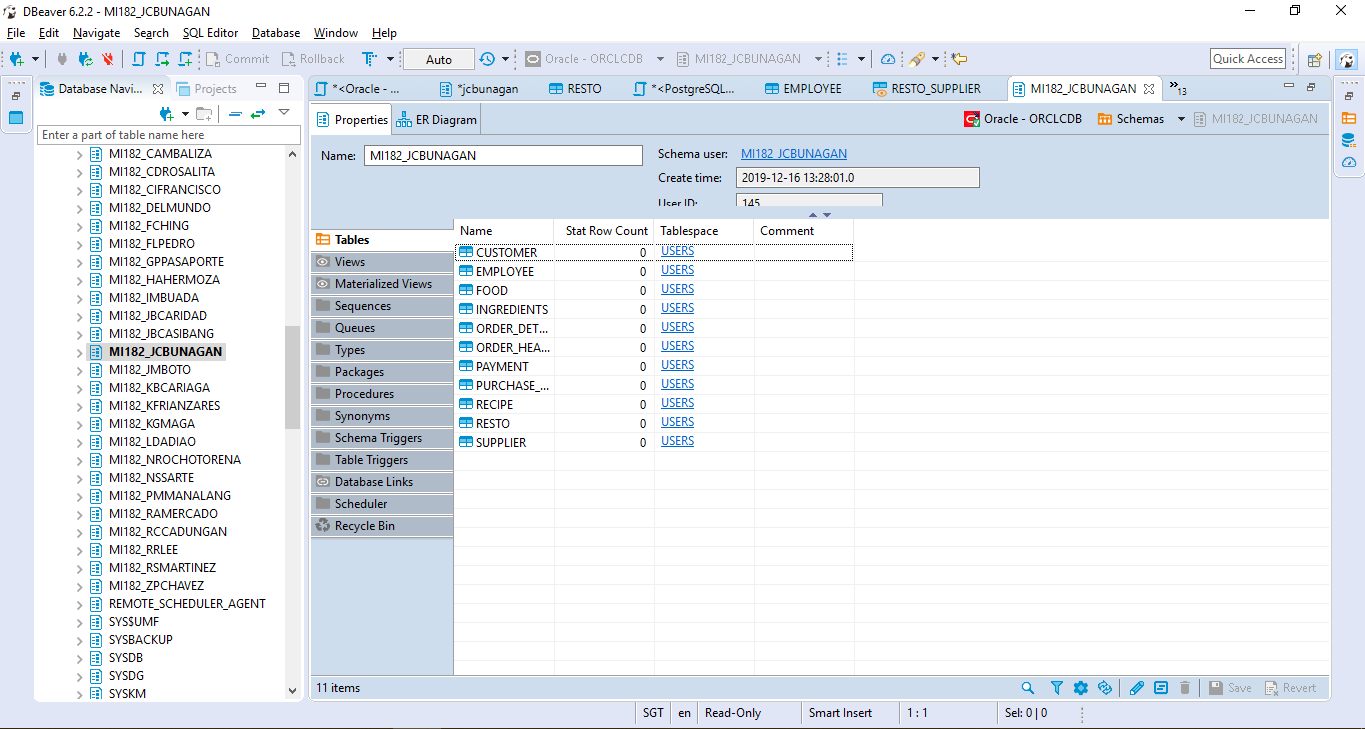 DBeaver 6.2.2 - MI182_JCBUNAGAN
File Edit Navigate Search SQL Editor Database Window Help
Commit Rollback Auto Oracle - ORCLCDB MI182_JCBUNAGAN Quick Access
Database Navi... Projects
*<Oracle - ... *jcbunagan RESTO *<PostgreSQL... EMPLOYEE RESTO_SUPPLIER MI182_JCBUNAGAN »13
Enter a part of table name here
MI182_CAMBALIZA
MI182_CDROSALITA
MI182_CIFRANCISCO
MI182_DELMUNDO
MI182_FCHING
MI182_FLPEDRO
MI182_GPPASAPORTE
MI182_HAHERMOZA
MI182_IMBUADA
MI182_JBCARIDAD
MI182_JBCASIBANG
MI182_JCBUNAGAN
MI182_JMBOTO
MI182_KBCARIAGA
MI182_KFRIANZARES
MI182_KGMAGA
MI182_LDADIAO
MI182_NROCHOTORENA
MI182_NSSARTE
MI182_PMMANALANG
MI182_RAMERCADO
MI182_RCCADUNGAN
MI182_RRLEE
MI182_RSMARTINEZ
MI182_ZPCHAVEZ
REMOTE_SCHEDULER_AGENT
SYS$UMF
SYSBACKUP
SYSDB
SYSDG
SYSKM
Properties ER Diagram Oracle - ORCLCDB Schemas MI182_JCBUNAGAN
Name: MI182_JCBUNAGAN
Schema user: MI182_JCBUNAGAN
Create time: 2019-12-16 13:28:01.0
User ID: 145
Tables
Views
Materialized Views
Sequences
Queues
Types
Packages
Procedures
Synonyms
Schema Triggers
Table Triggers
Database Links
Scheduler
Recycle Bin
Name Stat Row Count Tablespace Comment
CUSTOMER 0 USERS
EMPLOYEE 0 USERS
FOOD 0 USERS
INGREDIENTS 0 USERS
ORDER_DET... 0 USERS
ORDER_HEA... 0 USERS
PAYMENT 0 USERS
PURCHASE_... 0 USERS
RECIPE 0 USERS
RESTO 0 USERS
SUPPLIER 0 USERS
11 items Save Revert
SGT en Read-Only Smart Insert 1 : 1 Sel: 0 | 0